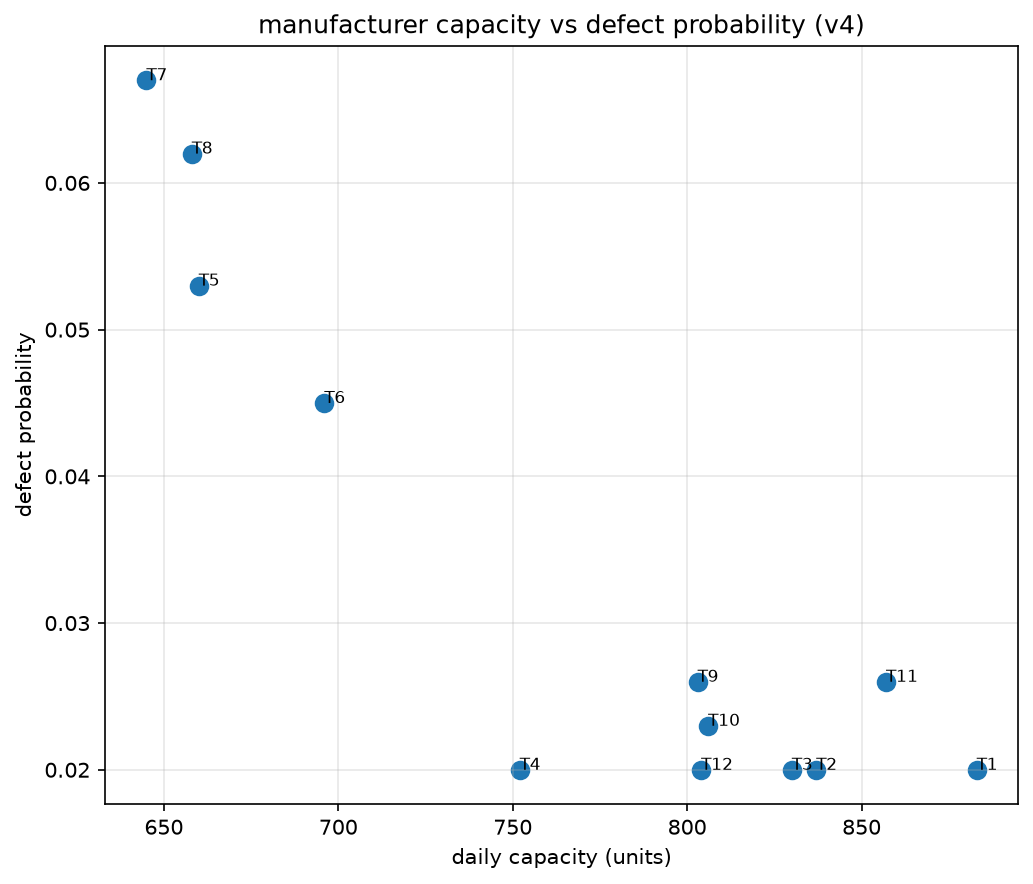 manufacturer capacity vs defect probability (v4)
T7
T8
0.06
T5
0.05
T6
0.04
defect probability
0.03
T9
T11
T10
0.02
T4
T12
T3
T2
T1
650
700
750
800
850
daily capacity (units)